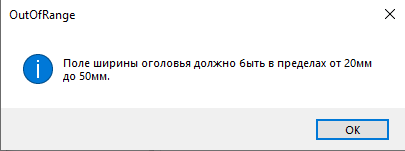 OutOfRange
Поле ширины оголовья должно быть в пределах от 20мм
до 50мм.
OK